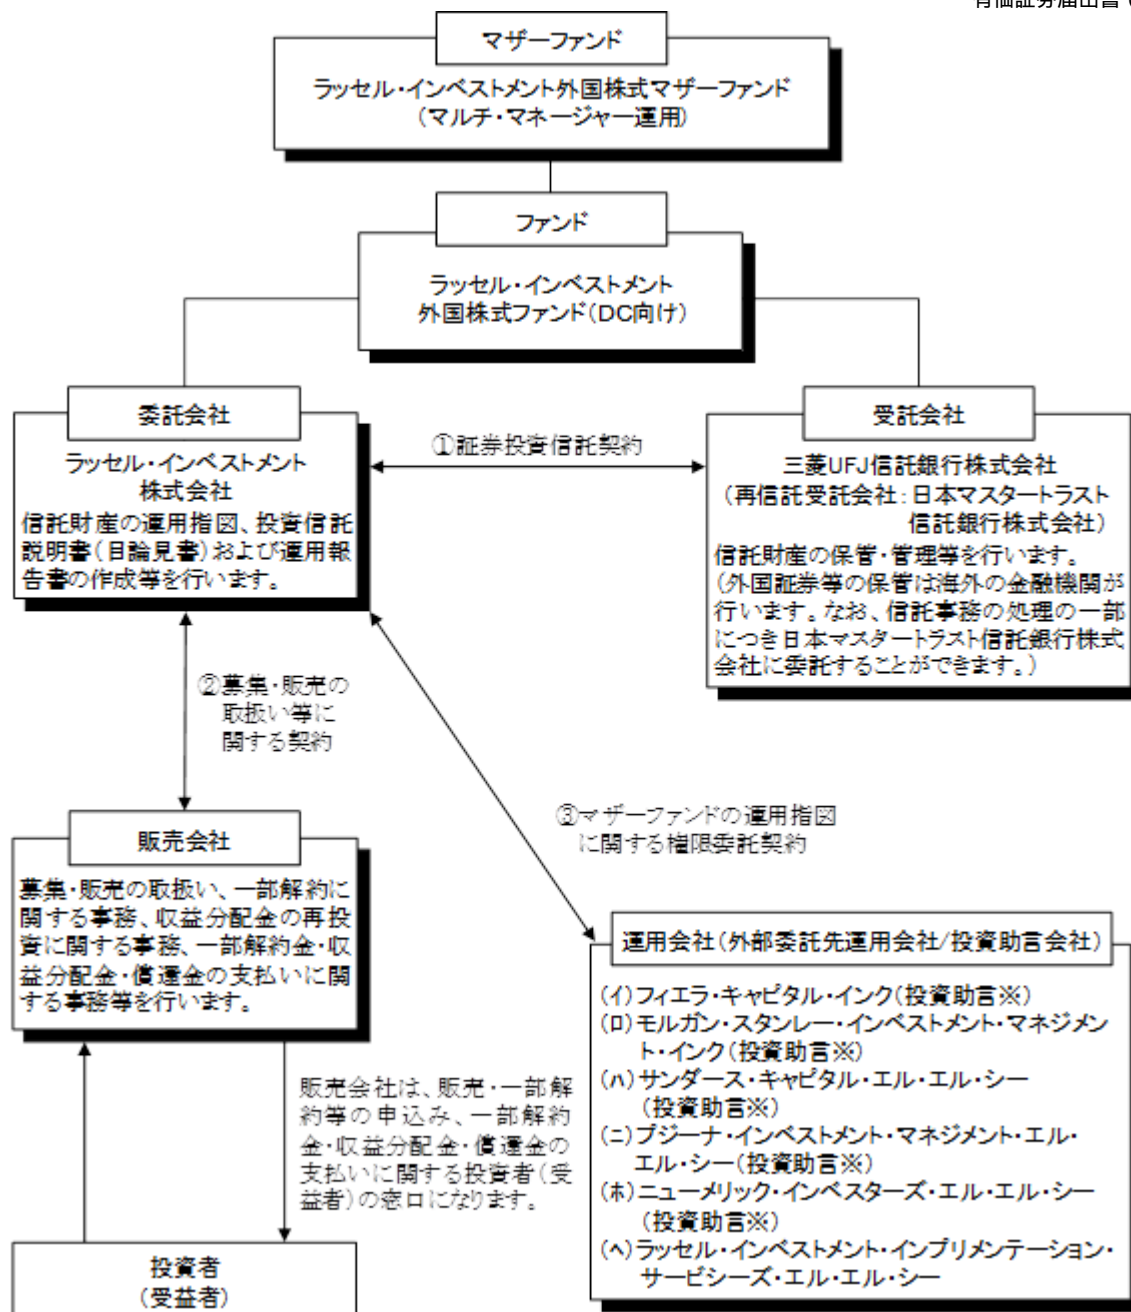 有価証券届出書（
マザーファンド
ラッセル・インベストメント外国株式マザーファンド
（マルチ・マネージャー運用）
ファンド
ラッセル・インベストメント
外国株式ファンド（DC向け）
委託会社
ラッセル・インベストメント
株式会社
信託財産の運用指図、投資信託
説明書（目論見書）および運用報
告書の作成等を行います。
①証券投資信託契約
受託会社
三菱UFJ信託銀行株式会社
（再信託受託会社：日本マスタートラスト
信託銀行株式会社）
信託財産の保管・管理等を行います。
（外国証券等の保管は海外の金融機関が
行います。なお、信託事務の処理の一部
につき日本マスタートラスト信託銀行株式
会社に委託することができます。）
②募集・販売の
取扱い等に
関する契約
③マザーファンドの運用指図
に関する権限委託契約
販売会社
募集・販売の取扱い、一部解約に
関する事務、収益分配金の再投
資に関する事務、一部解約金・収
益分配金・償還金の支払いに関
する事務等を行います。
運用会社（外部委託先運用会社/投資助言会社）
（イ）フィエラ・キャピタル・インク（投資助言※）
（ロ）モルガン・スタンレー・インベストメント・マネジメン
ト・インク（投資助言※）
（ハ）サンダース・キャピタル・エル・エル・シー
（投資助言※）
（ニ）プジーナ・インベストメント・マネジメント・エル・
エル・シー（投資助言※）
（ホ）ニューメリック・インベスターズ・エル・エル・シー
（投資助言※）
（ヘ）ラッセル・インベストメント・インプリメンテーション・
サービシーズ・エル・エル・シー
販売会社は、販売・一部解
約等の申込み、一部解約
金・収益分配金・償還金の
支払いに関する投資者（受
益者）の窓口になります。
投資者
（受益者）